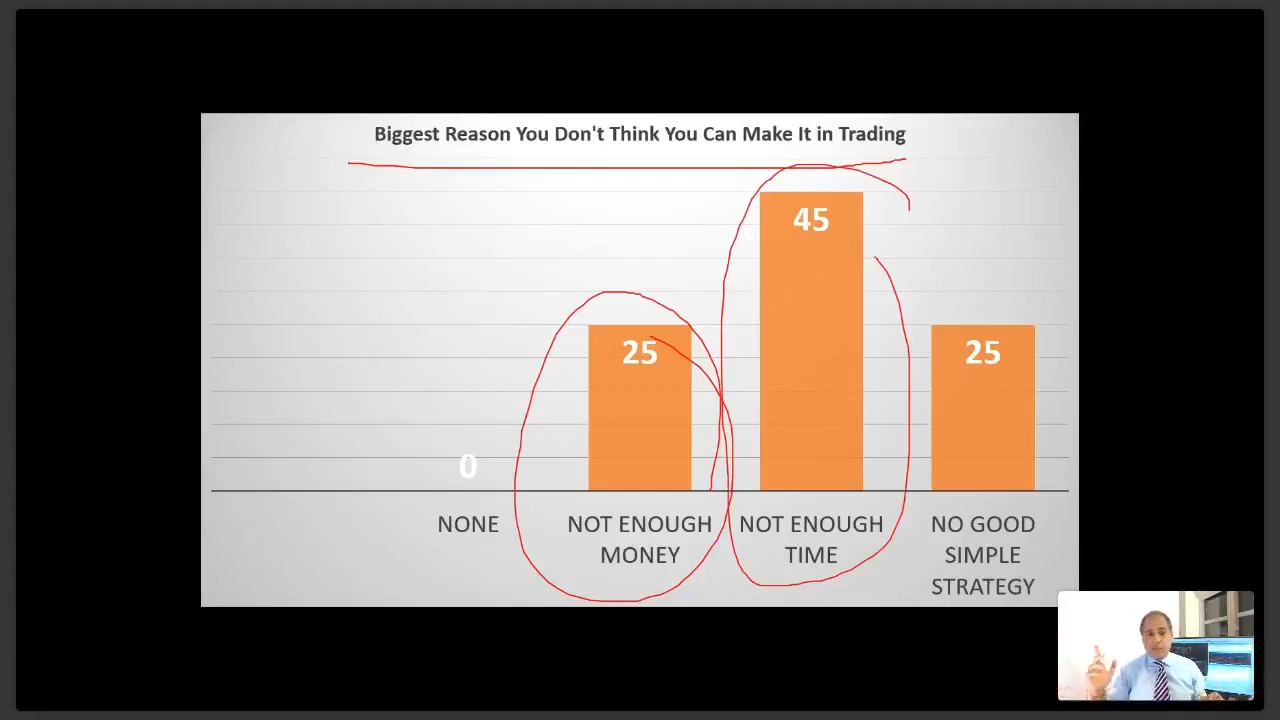 Biggest Reason You Don't Think You Can Make It in Trading
45
25
25
0
NONE
NOT ENOUGH
MONEY
NOT ENOUGH
TIME
NO GOOD
SIMPLE
STRATEGY